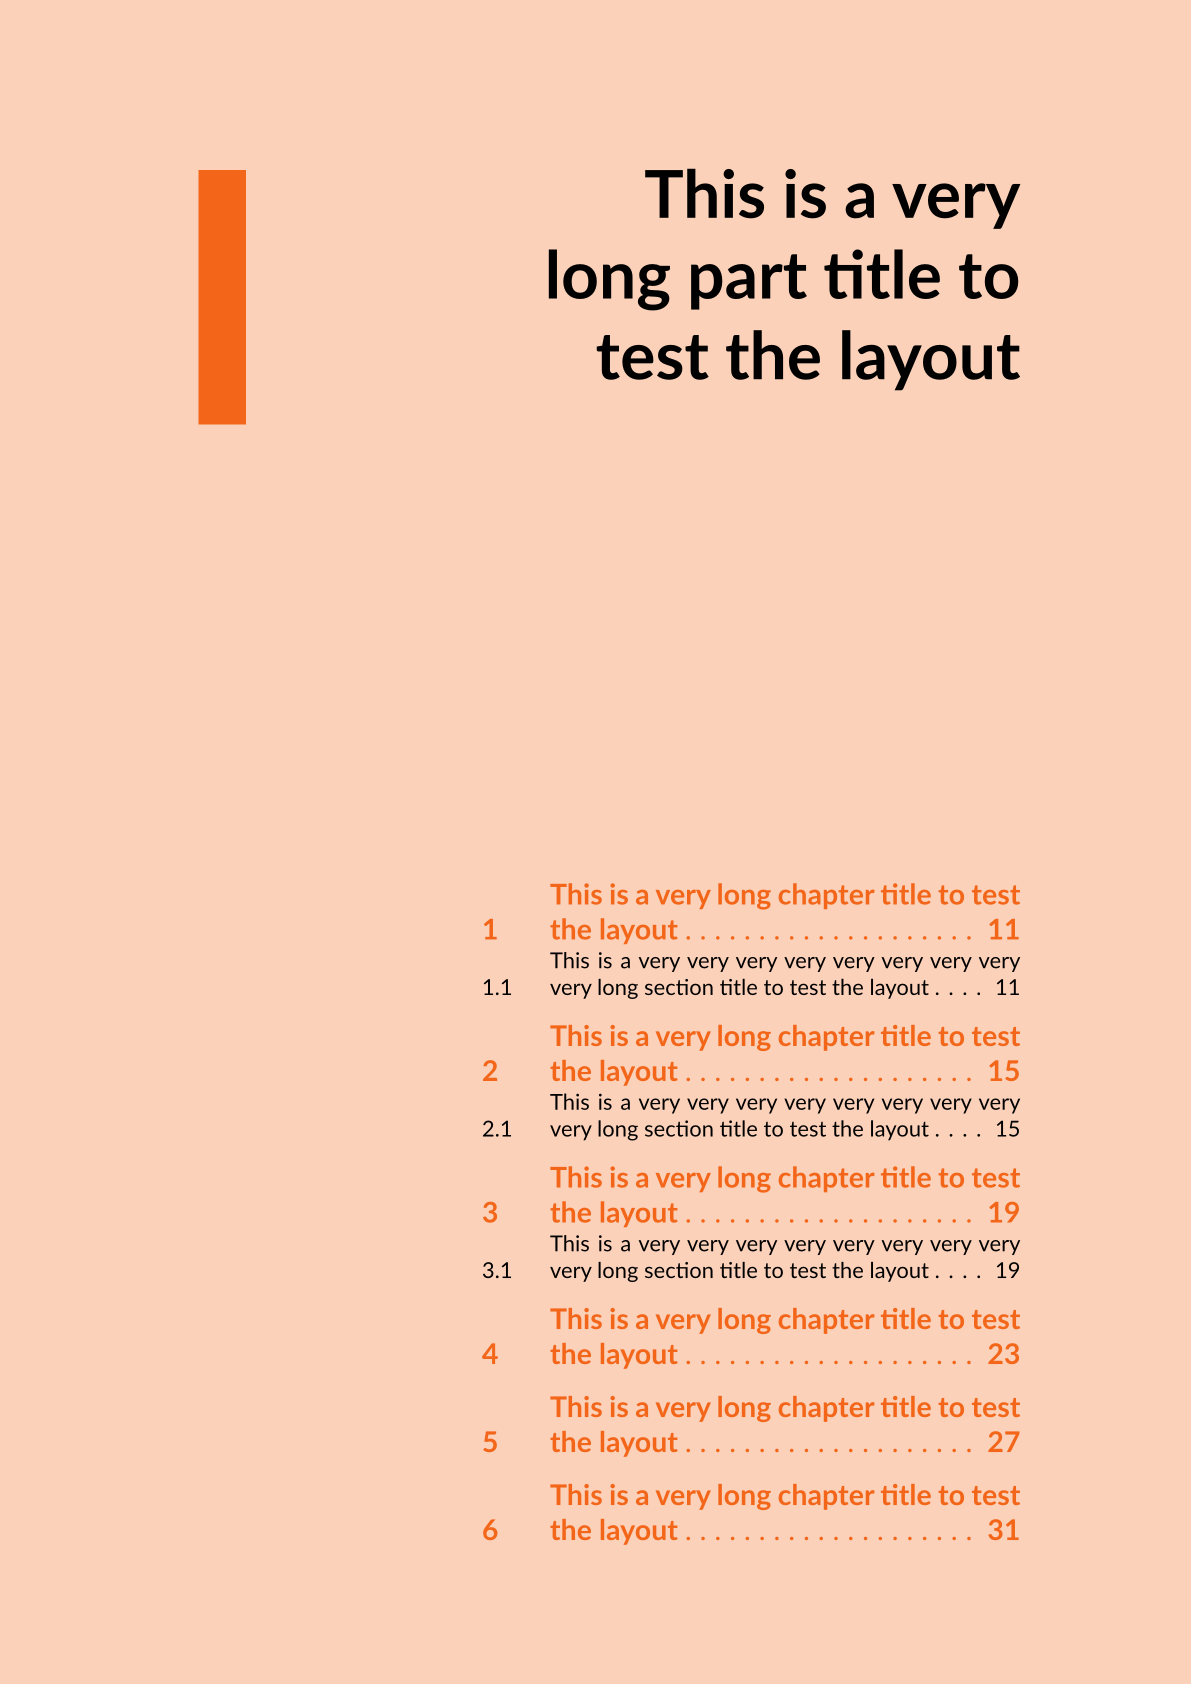 I
This is a very
long part title to
test the layout
This is a very long chapter title to test
1 the layout . . . . . . . . . . . . . . . . . . . . 11
This is a very very very very very very very very
1.1 very long section title to test the layout . . . . 11
This is a very long chapter title to test
2 the layout . . . . . . . . . . . . . . . . . . . . 15
This is a very very very very very very very very
2.1 very long section title to test the layout . . . . 15
This is a very long chapter title to test
3 the layout . . . . . . . . . . . . . . . . . . . . 19
This is a very very very very very very very very
3.1 very long section title to test the layout . . . . 19
This is a very long chapter title to test
4 the layout . . . . . . . . . . . . . . . . . . . . 23
This is a very long chapter title to test
5 the layout . . . . . . . . . . . . . . . . . . . . 27
This is a very long chapter title to test
6 the layout . . . . . . . . . . . . . . . . . . . . 31